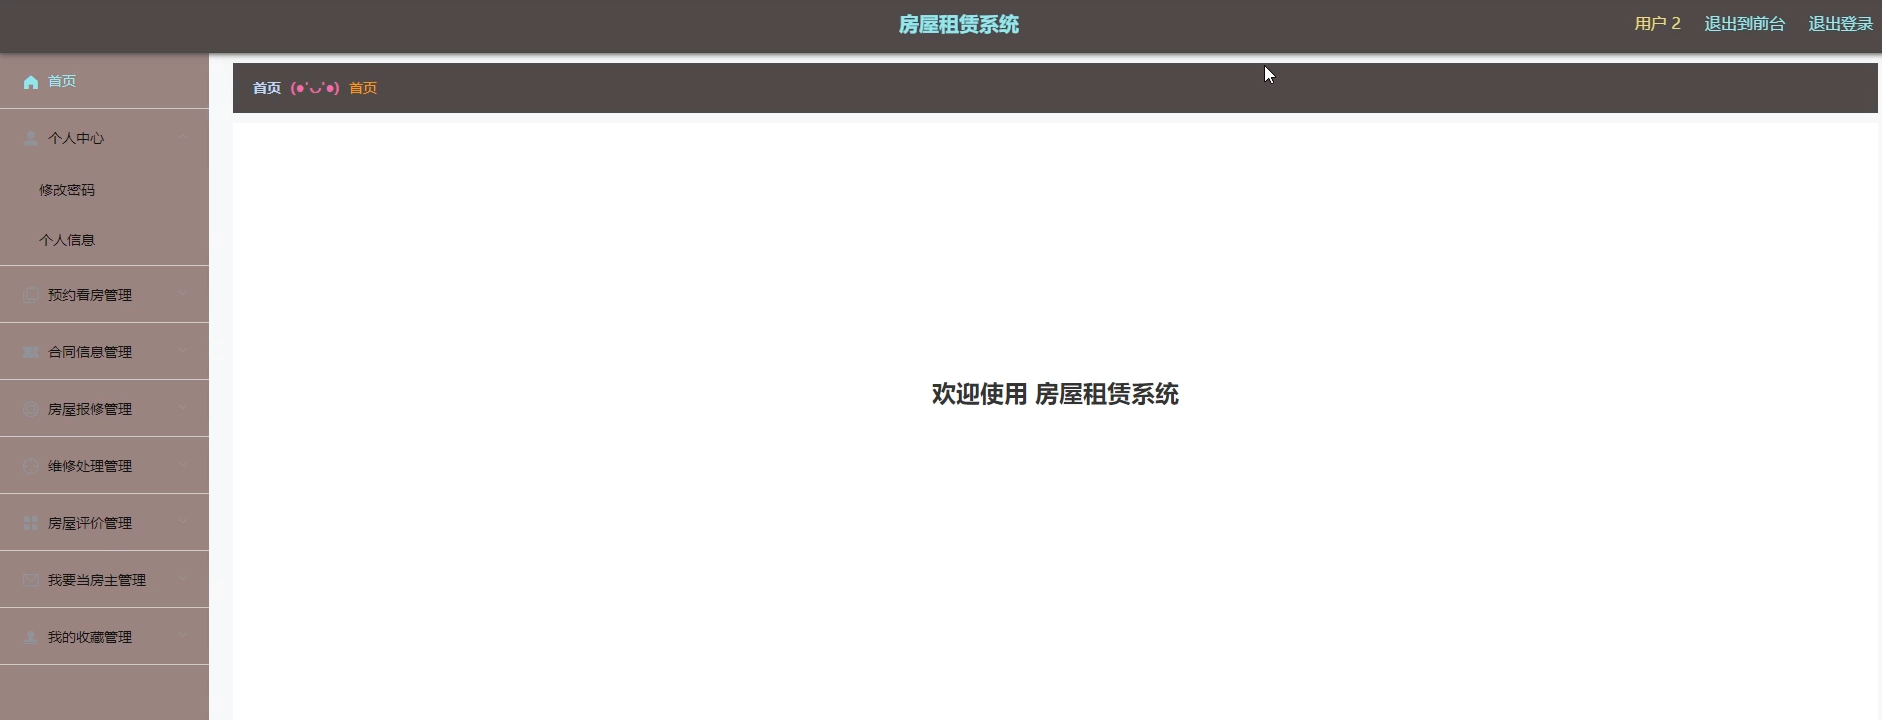 房屋租赁系统
用户 2 退出到前台 退出登录
首页
首页 (●'◡'●) 首页
个人中心
修改密码
个人信息
预约看房管理
合同信息管理
房屋报修管理
维修处理管理
房屋评价管理
我要当房主管理
我的收藏管理
欢迎使用 房屋租赁系统